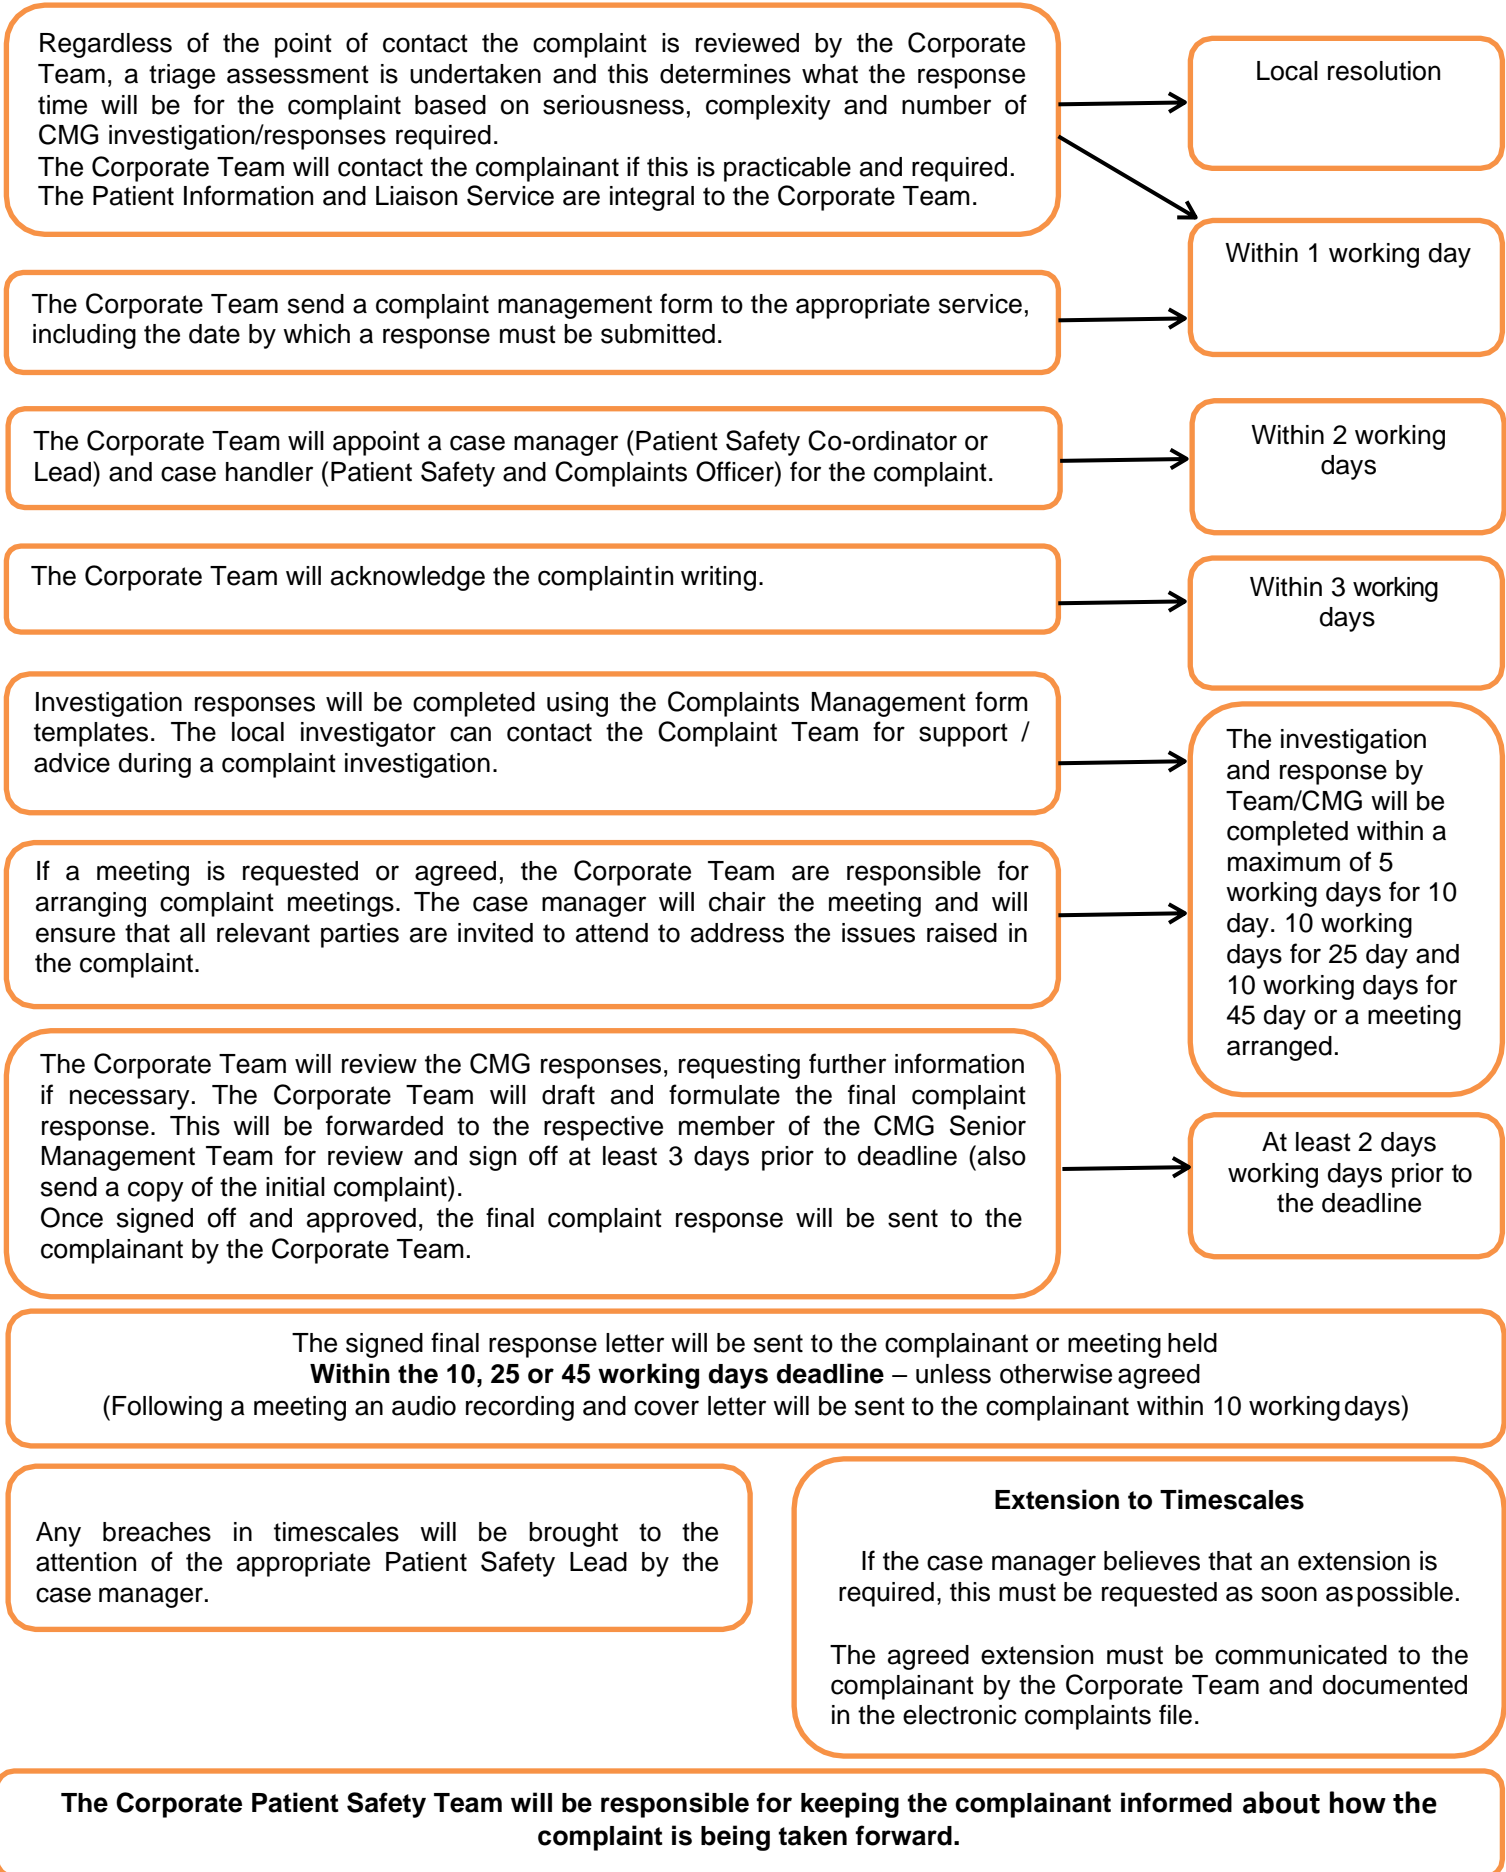 Regardless of the point of contact the complaint is reviewed by the Corporate
Team, a triage assessment is undertaken and this determines what the response
time will be for the complaint based on seriousness, complexity and number of
CMG investigation/responses required.
The Corporate Team will contact the complainant if this is practicable and required.
The Patient Information and Liaison Service are integral to the Corporate Team.
Local resolution
Within 1 working day
The Corporate Team send a complaint management form to the appropriate service,
including the date by which a response must be submitted.
The Corporate Team will appoint a case manager (Patient Safety Co-ordinator or
Lead) and case handler (Patient Safety and Complaints Officer) for the complaint.
Within 2 working
days
The Corporate Team will acknowledge the complaintin writing.
Within 3 working
days
Investigation responses will be completed using the Complaints Management form
templates. The local investigator can contact the Complaint Team for support /
advice during a complaint investigation.
If a meeting is requested or agreed, the Corporate Team are responsible for
arranging complaint meetings. The case manager will chair the meeting and will
ensure that all relevant parties are invited to attend to address the issues raised in
the complaint.
The investigation
and response by
Team/CMG will be
completed within a
maximum of 5
working days for 10
day. 10 working
days for 25 day and
10 working days for
45 day or a meeting
arranged.
The Corporate Team will review the CMG responses, requesting further information
if necessary. The Corporate Team will draft and formulate the final complaint
response. This will be forwarded to the respective member of the CMG Senior
Management Team for review and sign off at least 3 days prior to deadline (also
send a copy of the initial complaint).
Once signed off and approved, the final complaint response will be sent to the
complainant by the Corporate Team.
At least 2 days
working days prior to
the deadline
The signed final response letter will be sent to the complainant or meeting held
Within the 10, 25 or 45 working days deadline – unless otherwise agreed
(Following a meeting an audio recording and cover letter will be sent to the complainant within 10 working days)
Any breaches in timescales will be brought to the
attention of the appropriate Patient Safety Lead by the
case manager.
Extension to Timescales
If the case manager believes that an extension is
required, this must be requested as soon as possible.
The agreed extension must be communicated to the
complainant by the Corporate Team and documented
in the electronic complaints file.
The Corporate Patient Safety Team will be responsible for keeping the complainant informed about how the
complaint is being taken forward.